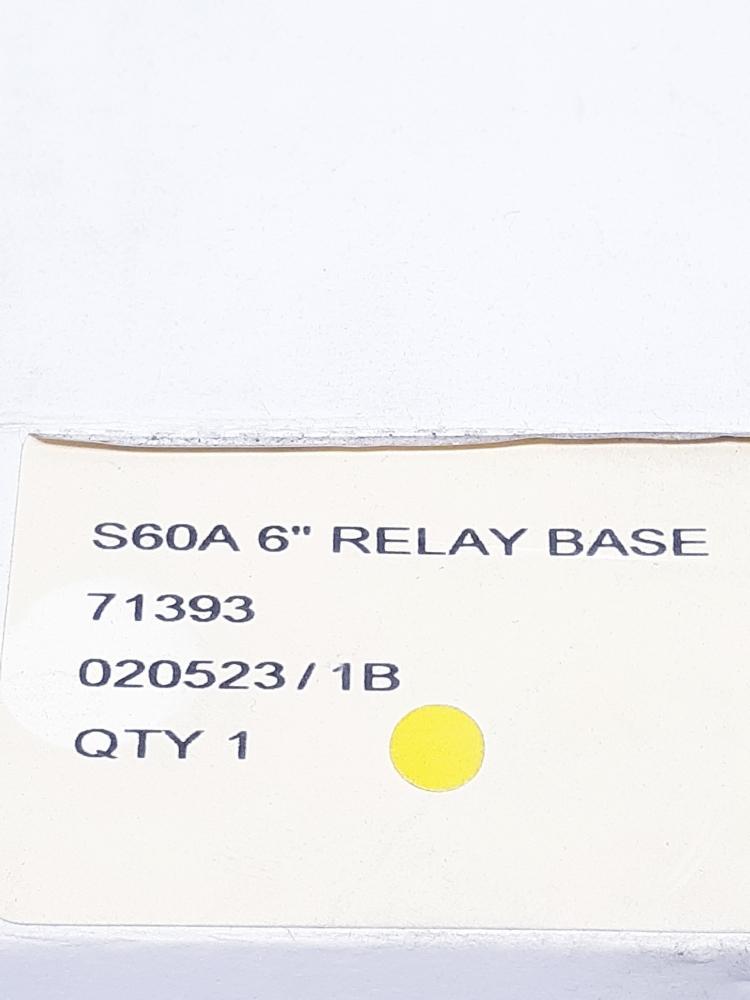 S60A 6" RELAY BASE
71393
020523/1B
QTY 1